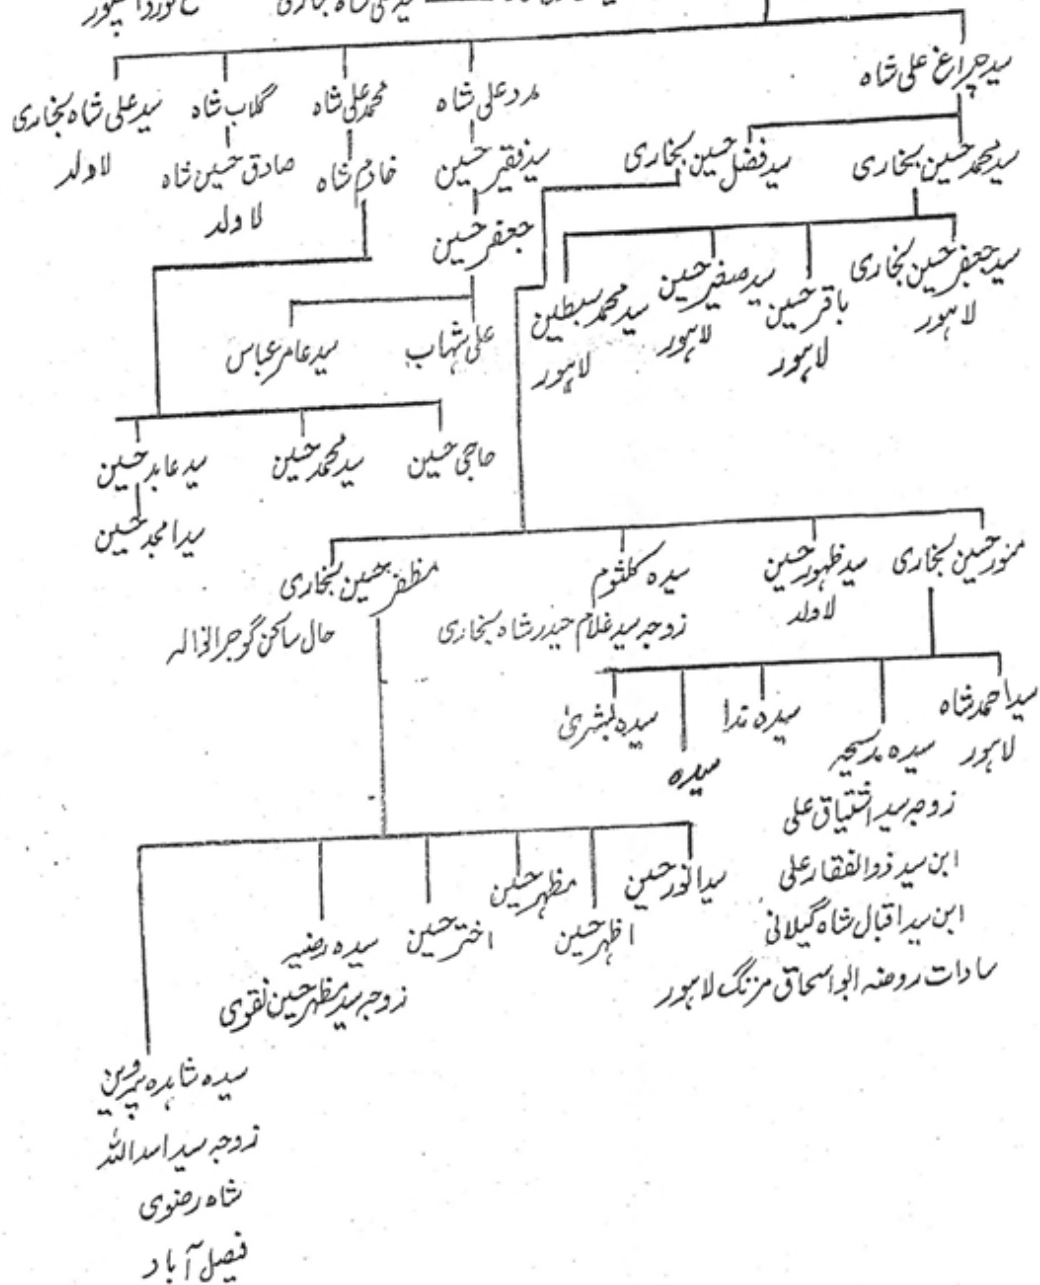 سید چراغ علی شاہ
مدد علی شاہ
محمد علی شاہ
گلاب شاہ
سید علی شاہ بخاری
لاولد
سید محمد حسین بخاری
سید فضل حسین بخاری
سید فقیر حسین
خادم شاہ
صادق حسین شاہ
لاولد
جعفر حسین
سید جعفر حسین بخاری
لاہور
باقر حسین
لاہور
سید صغیر حسین
لاہور
سید محمد سبطین
لاہور
علی شہاب
سید عامر عباس
حاجی حسین
سید محمد حسین
سید عابد حسین
سید امجد حسین
منور حسین بخاری
سید ظہور حسین
لاولد
سیدہ کلثوم
زوجہ سید غلام حیدر شاہ بخاری
مظفر حسین بخاری
حال ساکن گوجرانوالہ
سید احمد شاہ
لاہور
سیدہ مدیحہ
زوجہ سید اشتیاق علی
ابن سید ذوالفقار علی
ابن سید اقبال شاہ گیلانی
سادات روضہ ابو اسحاق مزنگ لاہور
سیدہ ندا
سیدہ
سیدہ بشریٰ
سید انور حسین
اظہر حسین
مظہر حسین
اختر حسین
سیدہ رضیہ
زوجہ سید مظہر حسین نقوی
سیدہ شاہدہ پروین
زوجہ سید اسد اللہ
شاہ رضوی
فیصل آباد